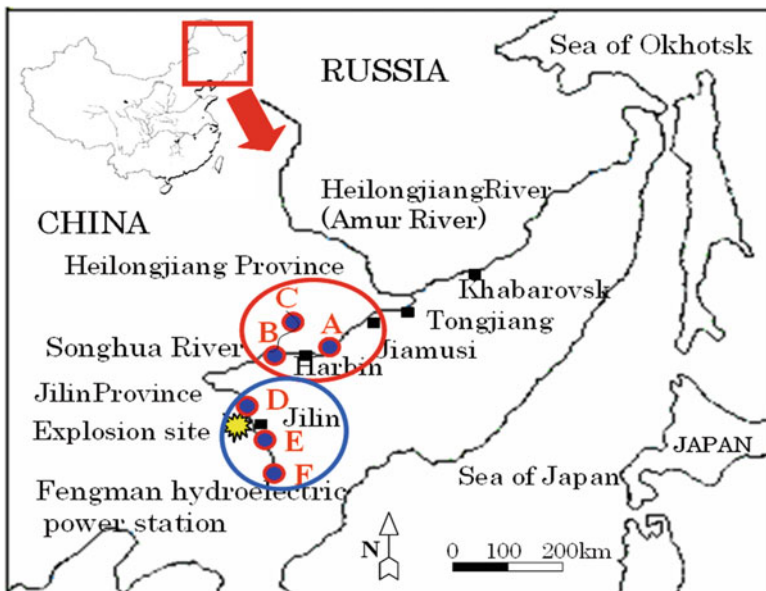 Sea of Okhotsk
RUSSIA
HeilongjiangRiver
(Amur River)
CHINA
Heilongjiang Province
Khabarovsk
C
Tongjiang
B
A
Songhua River
Jiamusi
Harbin
JilinProvince
D
Jilin
Explosion site
E
JAPAN
F
Sea of Japan
Fengman hydroelectric
power station
N
0 100 200km